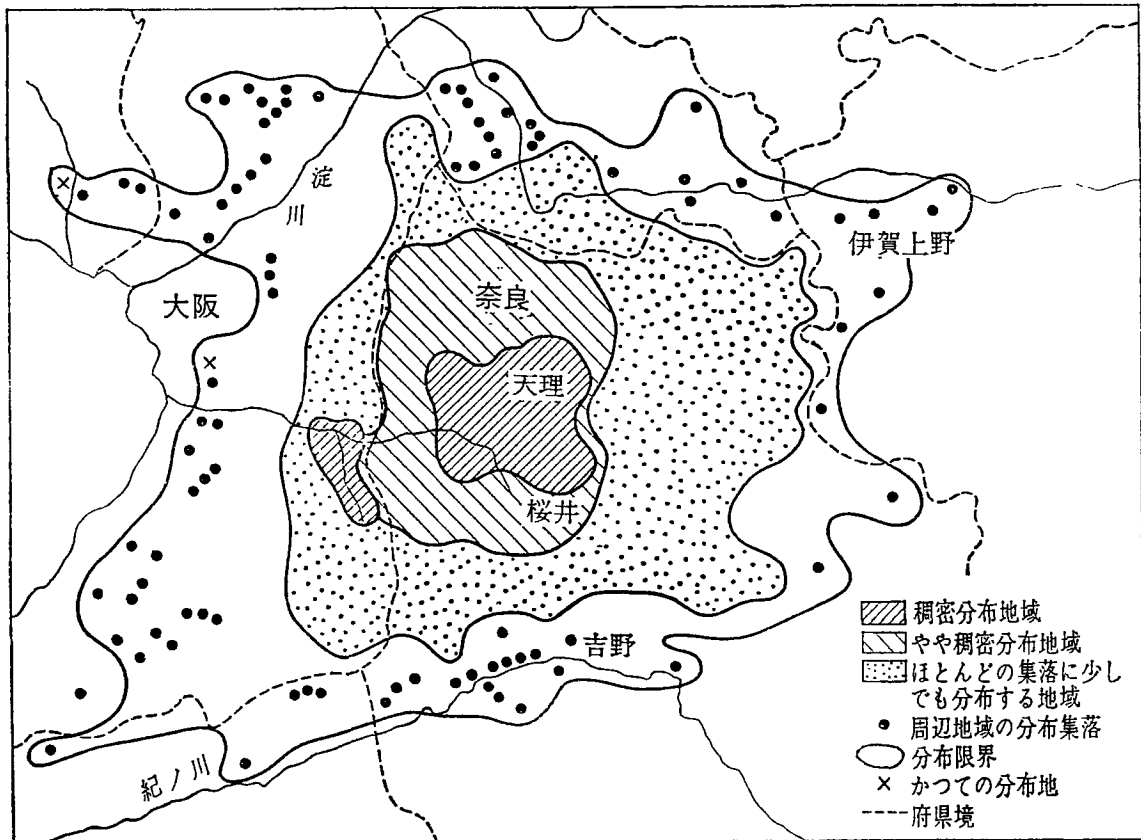 淀川
伊賀上野
大阪
奈良
天理
桜井
吉野
紀ノ川
稠密分布地域
やや稠密分布地域
ほとんどの集落に少し
でも分布する地域
周辺地域の分布集落
分布限界
かつての分布地
府県境